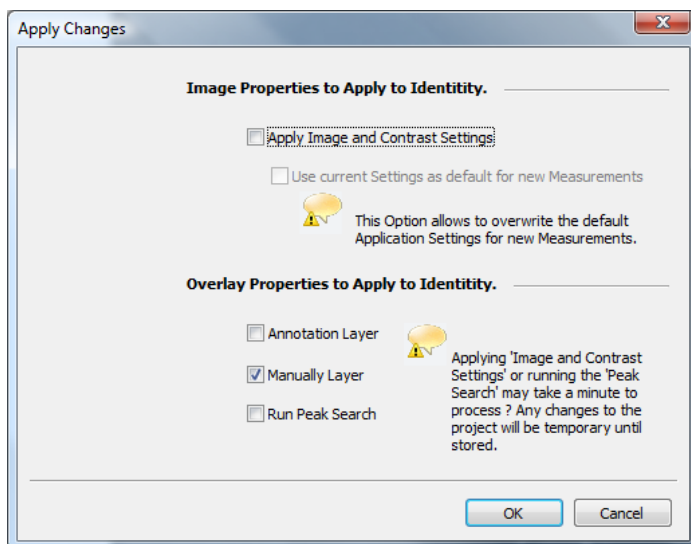 Apply Changes
Image Properties to Apply to Identitity.
Apply Image and Contrast Settings
Use current Settings as default for new Measurements
This Option allows to overwrite the default
Application Settings for new Measurements.
Overlay Properties to Apply to Identitity.
Annotation Layer
Manually Layer
Run Peak Search
Applying 'Image and Contrast
Settings' or running the 'Peak
Search' may take a minute to
process ? Any changes to the
project will be temporary until
stored.
OK
Cancel